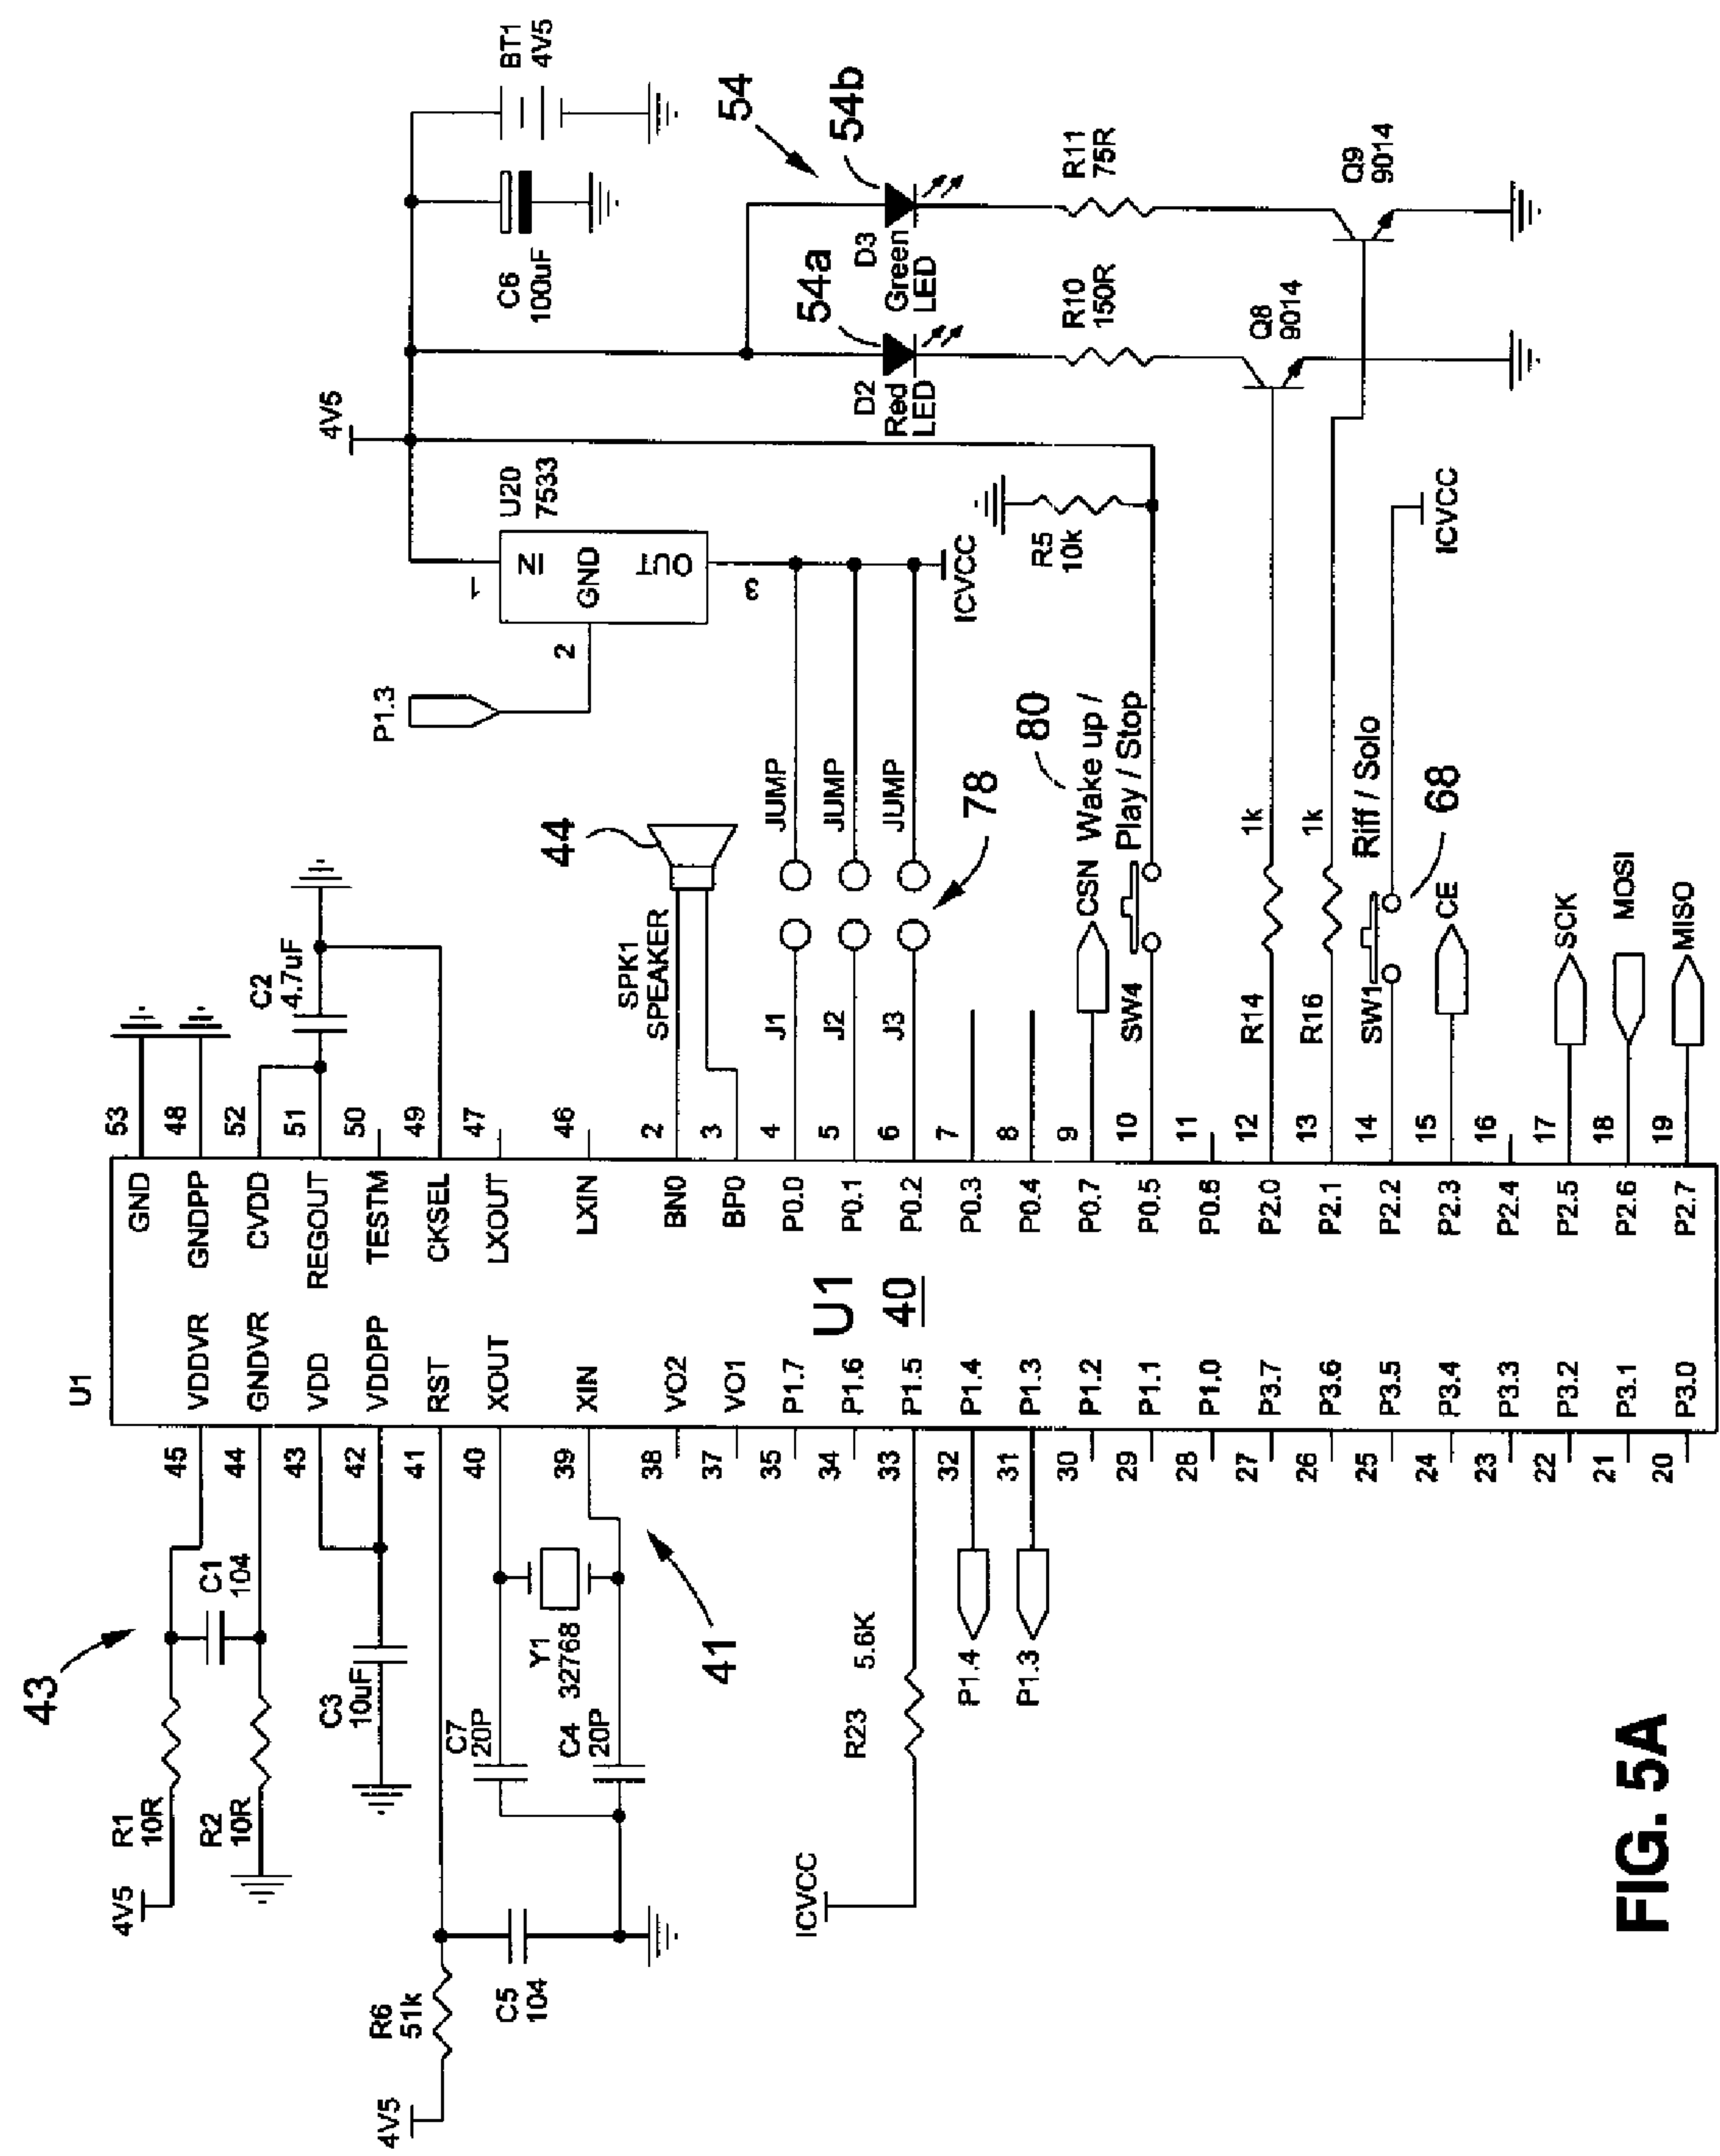 FIG. 5A
43
41
4V5
R1
10R
R2
10R
C1
104
C3
10uF
4V5
R6
51k
C5
104
C7
20P
C4
20P
Y1
32768
ICVCC
R23
5.6K
P1.4
P1.3
U1
45 VDDVR
44 GNDVR
43 VDD
42 VDDPP
41 RST
40 XOUT
39 XIN
38 VO2
37 VO1
35 P1.7
34 P1.6
33 P1.5
32 P1.4
31 P1.3
30 P1.2
29 P1.1
28 P1.0
27 P3.7
26 P3.6
25 P3.5
24 P3.4
23 P3.3
22 P3.2
21 P3.1
20 P3.0
U1
40
GND 53
GNDPP 48
CVDD 52
REGOUT 51
TESTM 50
CKSEL 49
LXOUT 47
LXIN 46
BN0 2
BP0 3
P0.0 4
P0.1 5
P0.2 6
P0.3 7
P0.4 8
P0.7 9
P0.5 10
P0.6 11
P2.0 12
P2.1 13
P2.2 14
P2.3 15
P2.4 16
P2.5 17
P2.6 18
P2.7 19
C2
4.7uF
SPK1
SPEAKER
44
J1 JUMP
J2 JUMP
J3 JUMP
78
CSN
80
Wake up /
Play / Stop
SW4
R14 1k
R16 1k
SW1
Riff / Solo
68
CE
SCK
MOSI
MISO
P1.3
U20
7533
1 IN
2 GND
3 OUT
ICVCC
4V5
R5
10k
ICVCC
C6
100uF
BT1
4V5
54
54a
54b
D2
Red
LED
D3
Green
LED
R10
150R
R11
75R
Q8
9014
Q9
9014